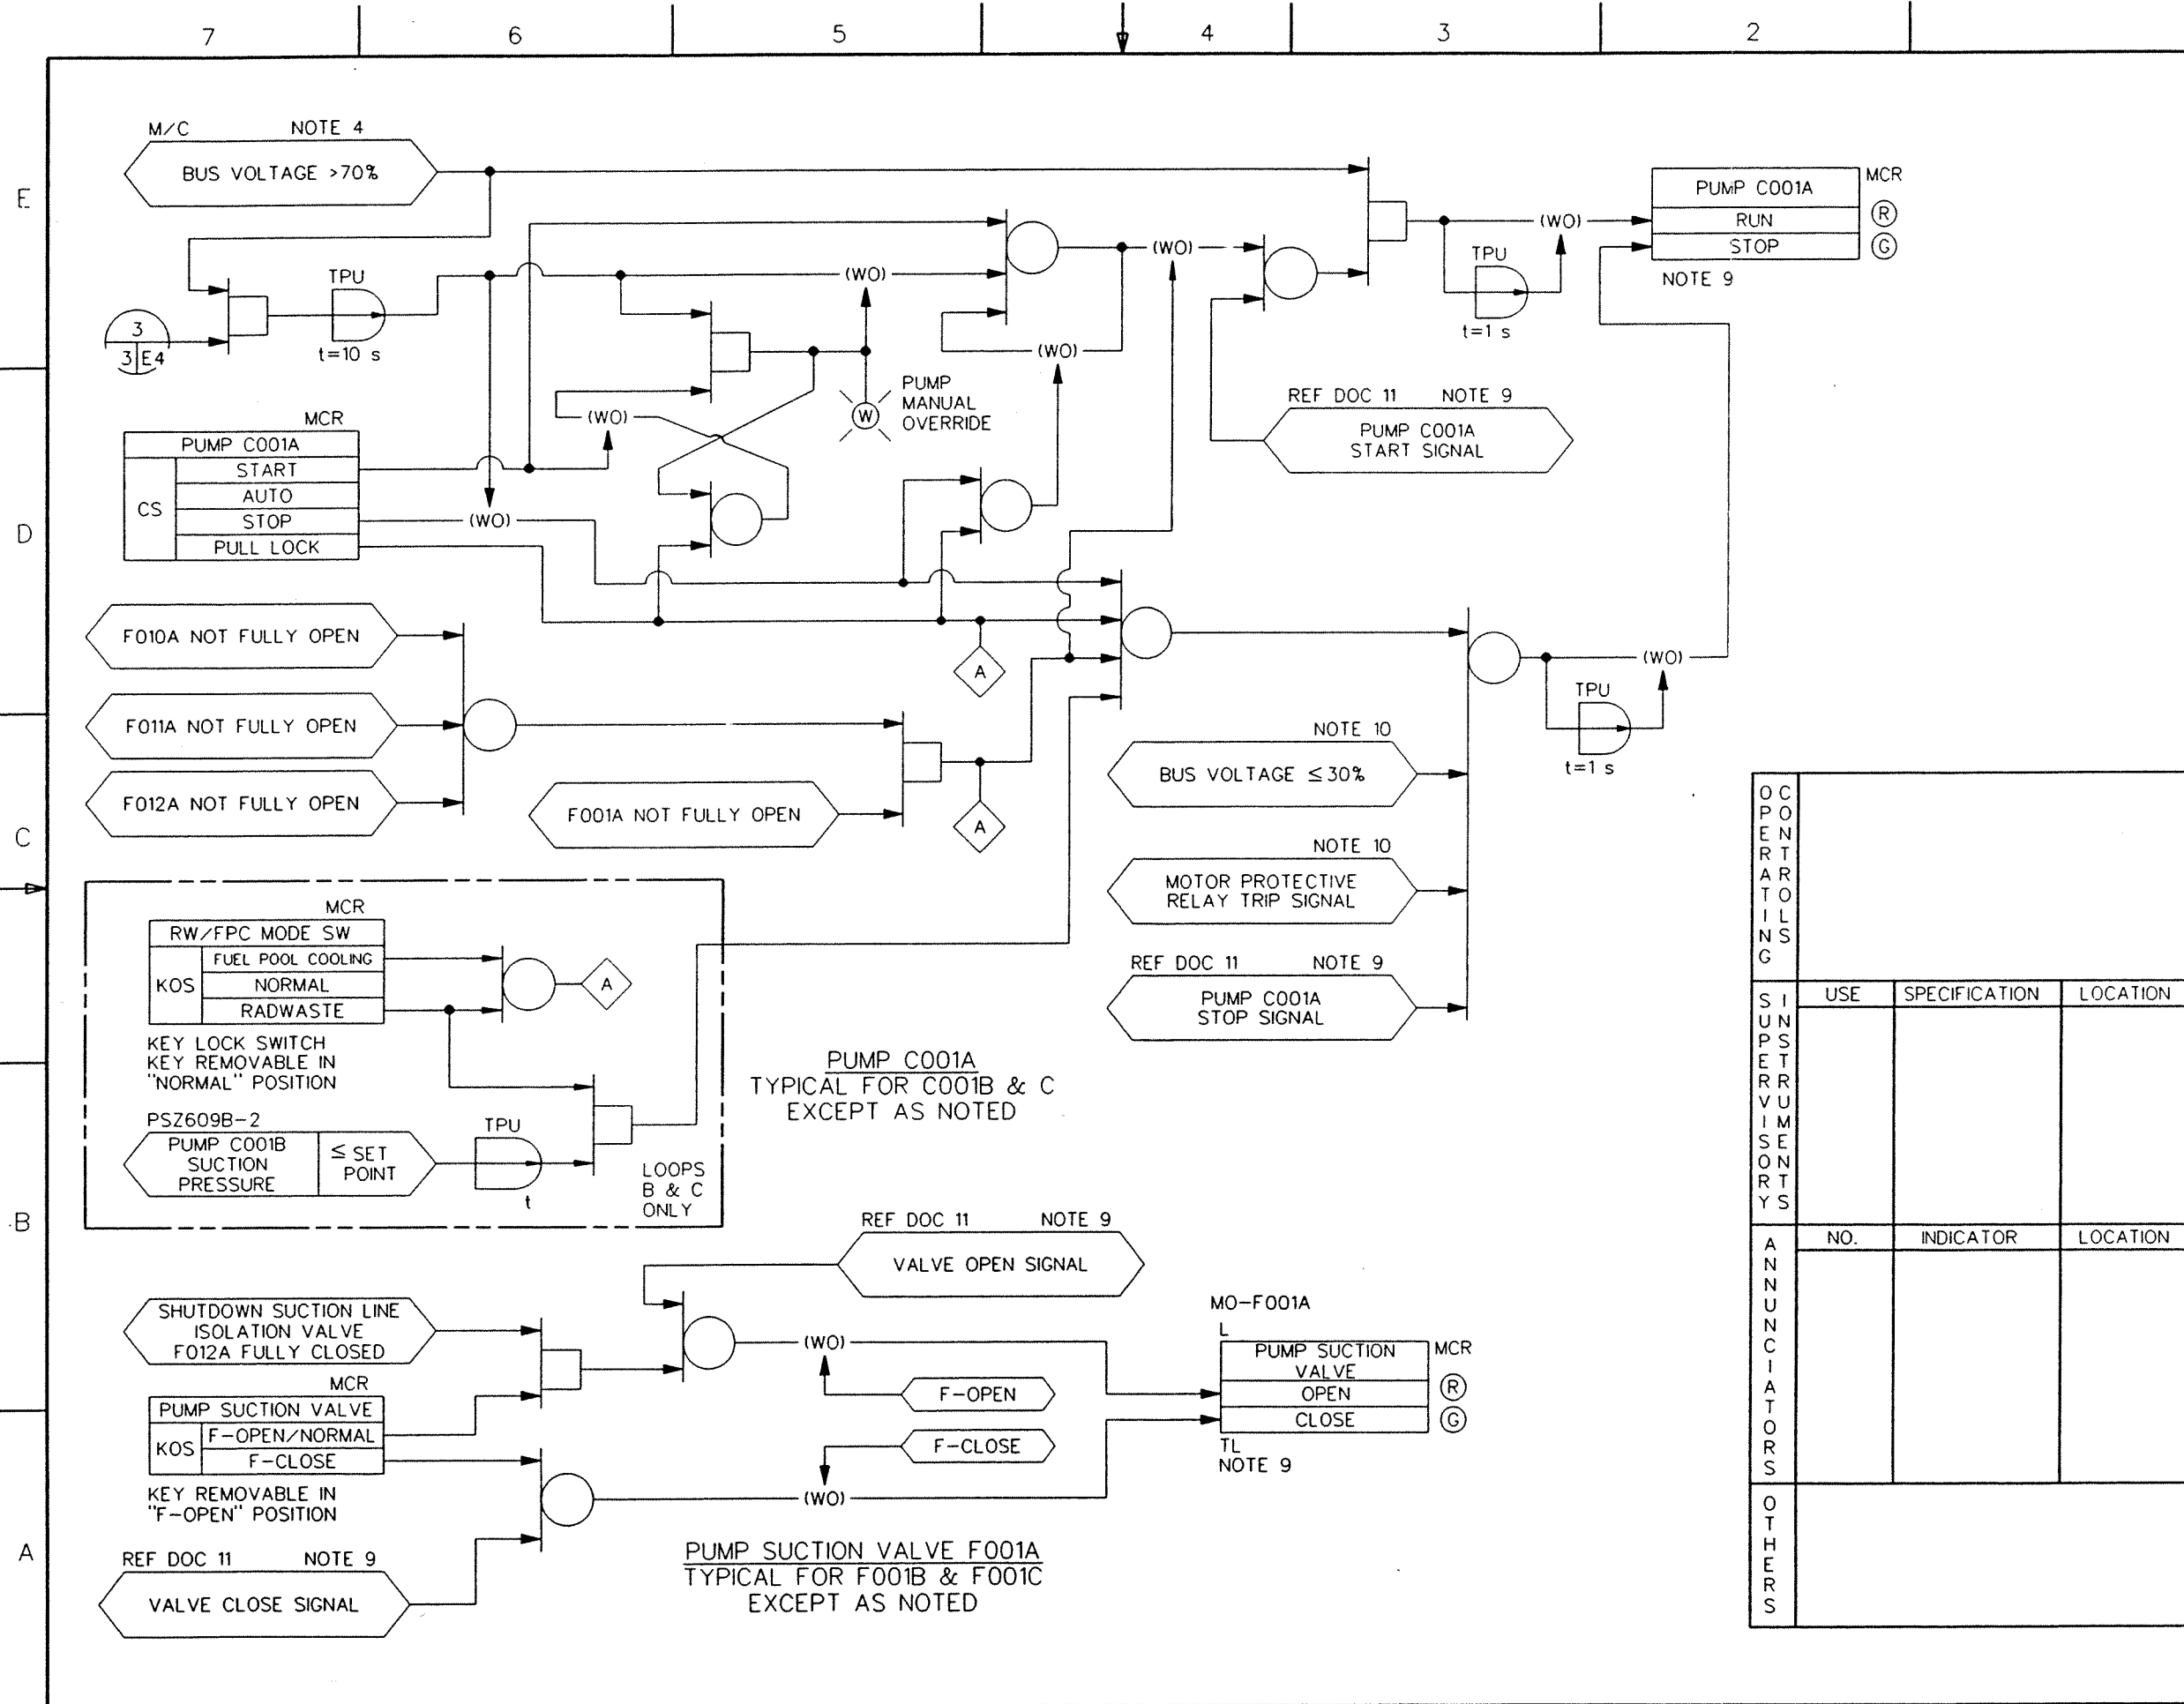 7 6 5 4 3 2
E
D
C
B
A
M/C NOTE 4
BUS VOLTAGE >70%
3
3 E4
TPU
t=10 s
(WO)
(WO)
(WO)
(WO)
PUMP
MANUAL
OVERRIDE
W
(WO)
TPU
t=1 s
PUMP C001A
RUN
STOP
MCR
R
G
NOTE 9
REF DOC 11 NOTE 9
PUMP C001A
START SIGNAL
MCR
PUMP C001A
CS
START
AUTO
STOP
PULL LOCK
(WO)
F010A NOT FULLY OPEN
F011A NOT FULLY OPEN
F012A NOT FULLY OPEN
F001A NOT FULLY OPEN
A
A
(WO)
TPU
t=1 s
NOTE 10
BUS VOLTAGE ≤30%
NOTE 10
MOTOR PROTECTIVE
RELAY TRIP SIGNAL
REF DOC 11 NOTE 9
PUMP C001A
STOP SIGNAL
MCR
RW/FPC MODE SW
KOS
FUEL POOL COOLING
NORMAL
RADWASTE
A
KEY LOCK SWITCH
KEY REMOVABLE IN
"NORMAL" POSITION
PSZ609B-2
PUMP C001B
SUCTION
PRESSURE
≤ SET
POINT
TPU
t
LOOPS
B & C
ONLY
PUMP C001A
TYPICAL FOR C001B & C
EXCEPT AS NOTED
REF DOC 11 NOTE 9
VALVE OPEN SIGNAL
SHUTDOWN SUCTION LINE
ISOLATION VALVE
F012A FULLY CLOSED
MCR
PUMP SUCTION VALVE
KOS
F-OPEN/NORMAL
F-CLOSE
KEY REMOVABLE IN
"F-OPEN" POSITION
REF DOC 11 NOTE 9
VALVE CLOSE SIGNAL
(WO)
F-OPEN
F-CLOSE
(WO)
MO-F001A
L
PUMP SUCTION
VALVE
OPEN
CLOSE
MCR
R
G
TL
NOTE 9
PUMP SUCTION VALVE F001A
TYPICAL FOR F001B & F001C
EXCEPT AS NOTED
OPERATING
CONTROLS
SUPERVISORY
INSTRUMENTS
USE SPECIFICATION LOCATION
ANNUNCIATORS
NO. INDICATOR LOCATION
OTHERS